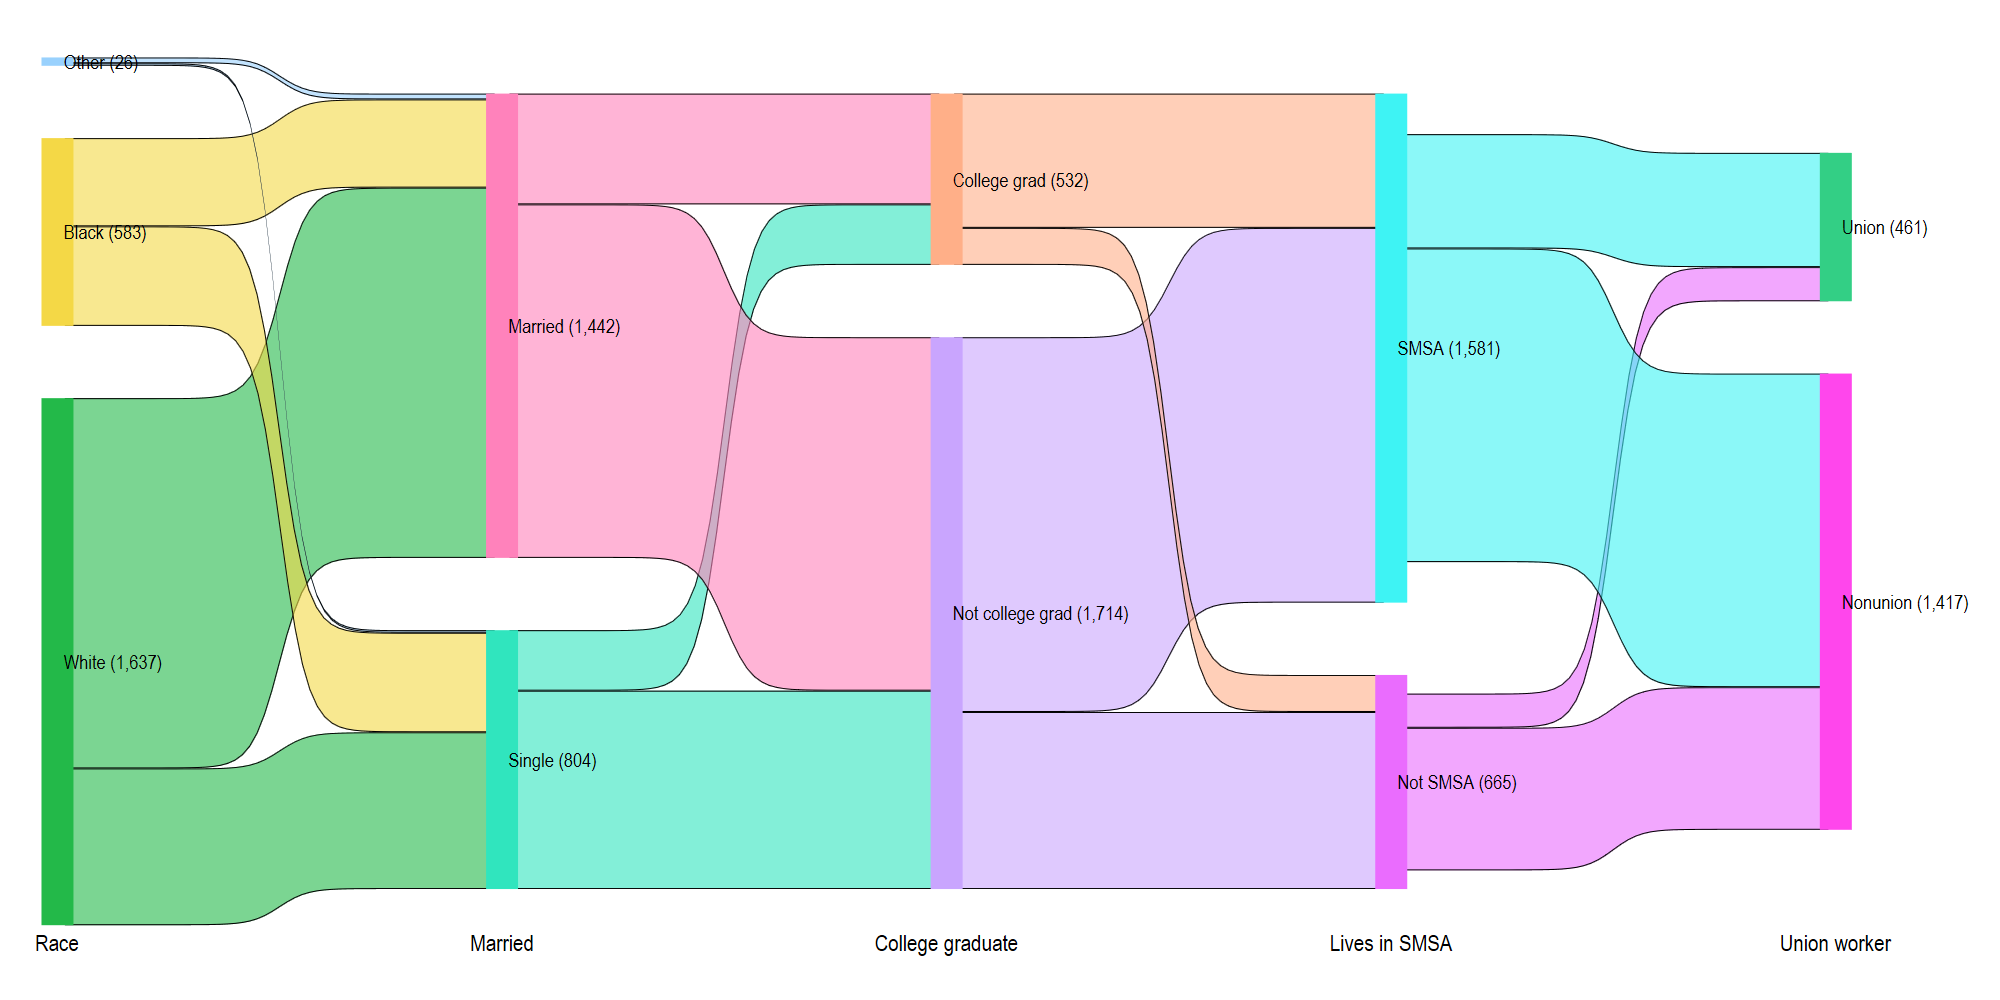 Other (26)
Black (583)
White (1,637)
Married (1,442)
Single (804)
College grad (532)
Not college grad (1,714)
SMSA (1,581)
Not SMSA (665)
Union (461)
Nonunion (1,417)
Race
Married
College graduate
Lives in SMSA
Union worker